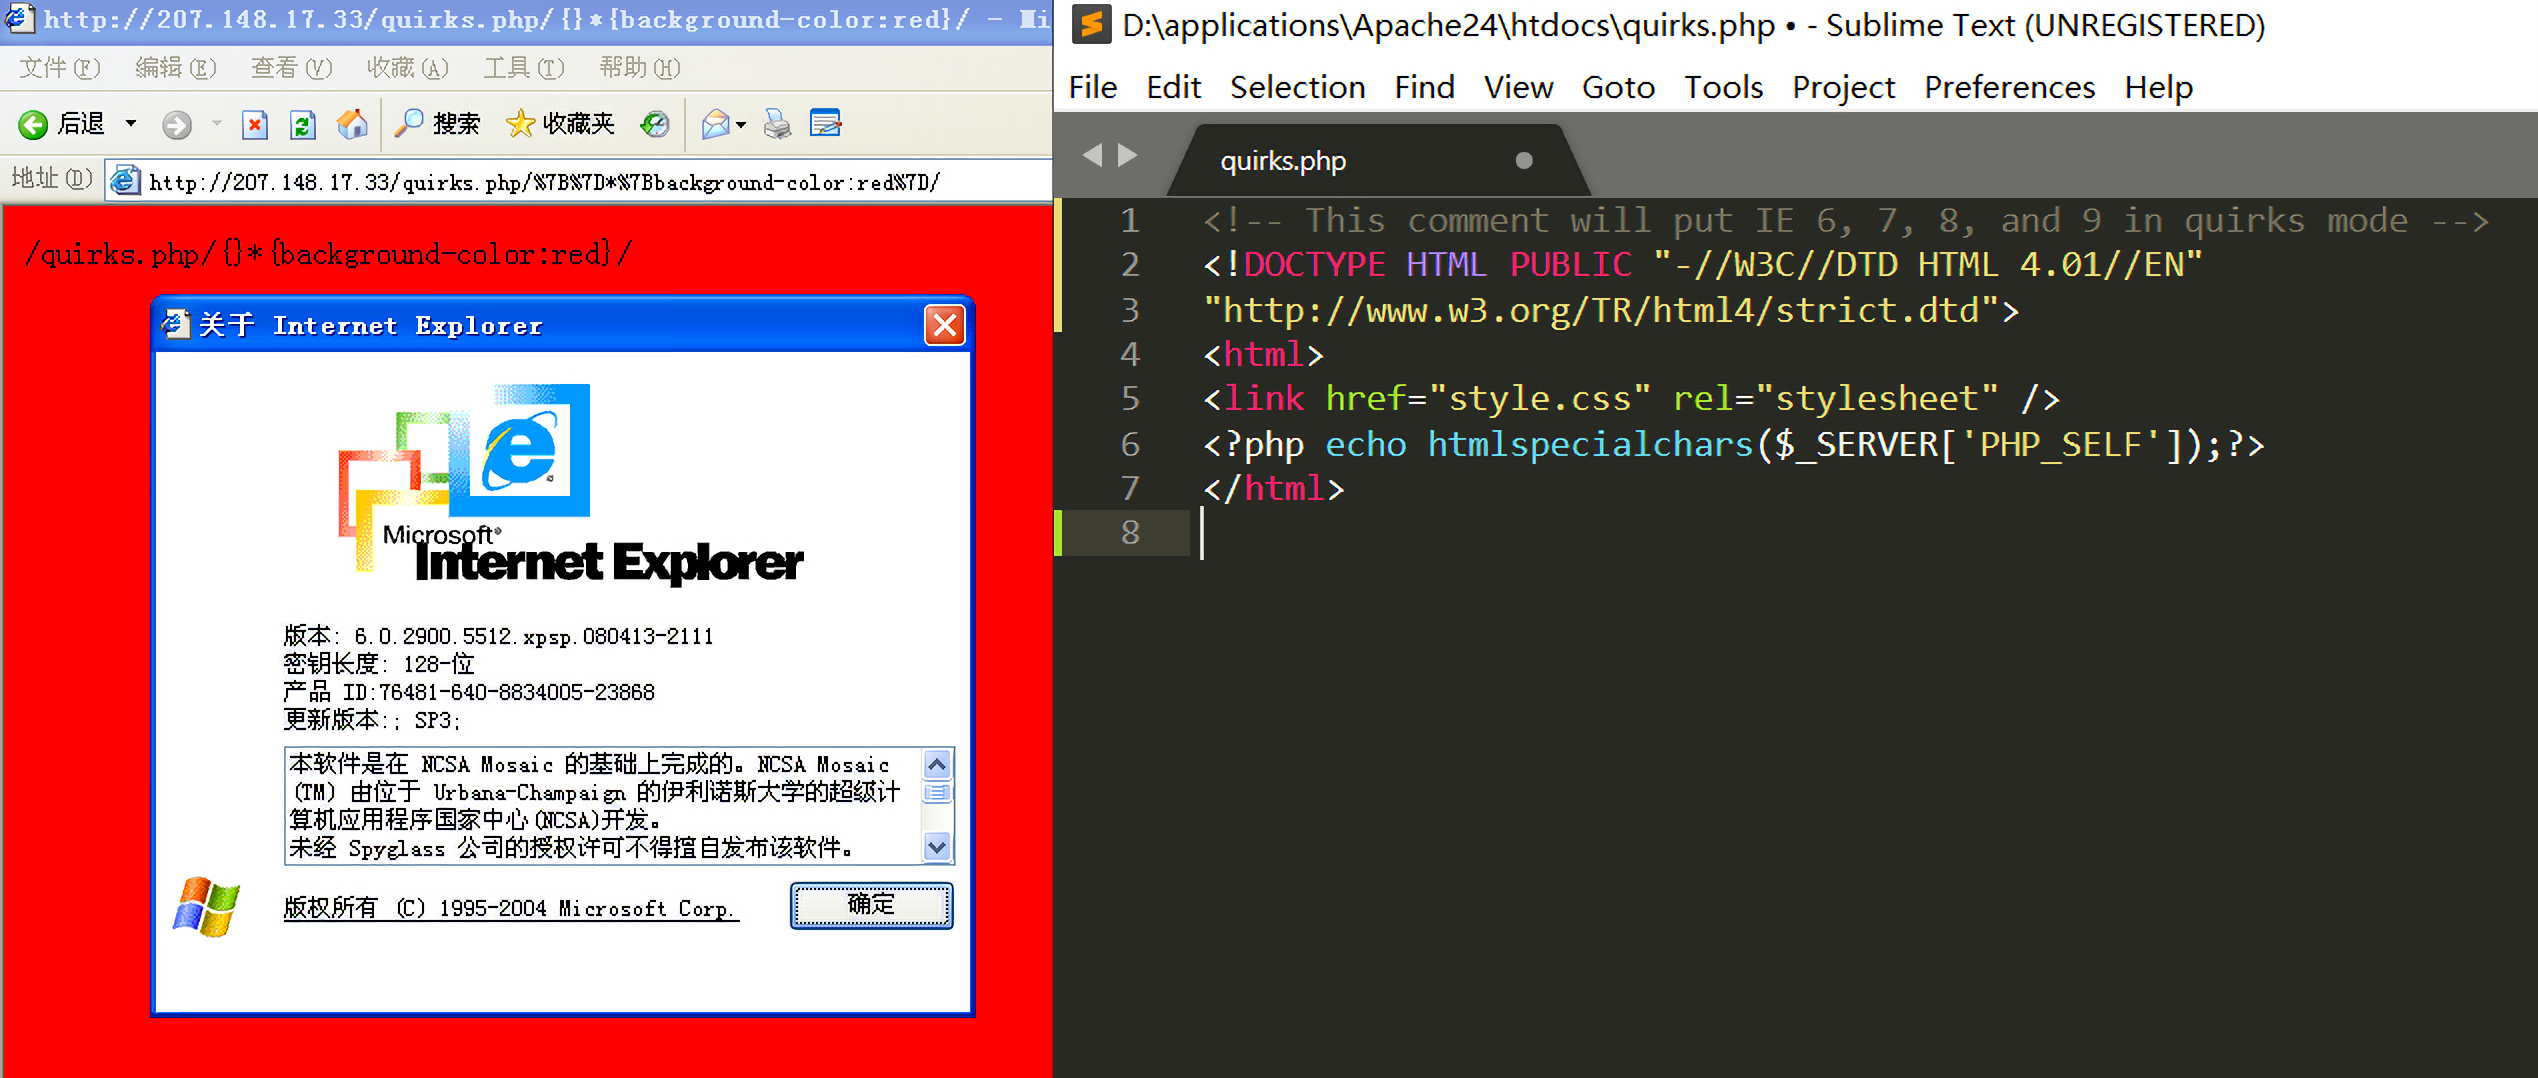 http://207.148.17.33/quirks.php/{}*{background-color:red}/ - Mi
文件(F) 编辑(E) 查看(V) 收藏(A) 工具(T) 帮助(H)
后退 搜索 收藏夹
地址(D) http://207.148.17.33/quirks.php/%7B%7D*%7Bbackground-color:red%7D/
/quirks.php/{}*{background-color:red}/
关于 Internet Explorer
Microsoft®
Internet Explorer
版本: 6.0.2900.5512.xpsp.080413-2111
密钥长度: 128-位
产品 ID:76481-640-8834005-23868
更新版本:; SP3;
本软件是在 NCSA Mosaic 的基础上完成的。NCSA Mosaic
(TM) 由位于 Urbana-Champaign 的伊利诺斯大学的超级计
算机应用程序国家中心(NCSA)开发。
未经 Spyglass 公司的授权许可不得擅自发布该软件。
版权所有 (C) 1995-2004 Microsoft Corp.
确定
D:\applications\Apache24\htdocs\quirks.php • - Sublime Text (UNREGISTERED)
File Edit Selection Find View Goto Tools Project Preferences Help
quirks.php
1 <!-- This comment will put IE 6, 7, 8, and 9 in quirks mode -->
2 <!DOCTYPE HTML PUBLIC "-//W3C//DTD HTML 4.01//EN"
3 "http://www.w3.org/TR/html4/strict.dtd">
4 <html>
5 <link href="style.css" rel="stylesheet" />
6 <?php echo htmlspecialchars($_SERVER['PHP_SELF']);?>
7 </html>
8